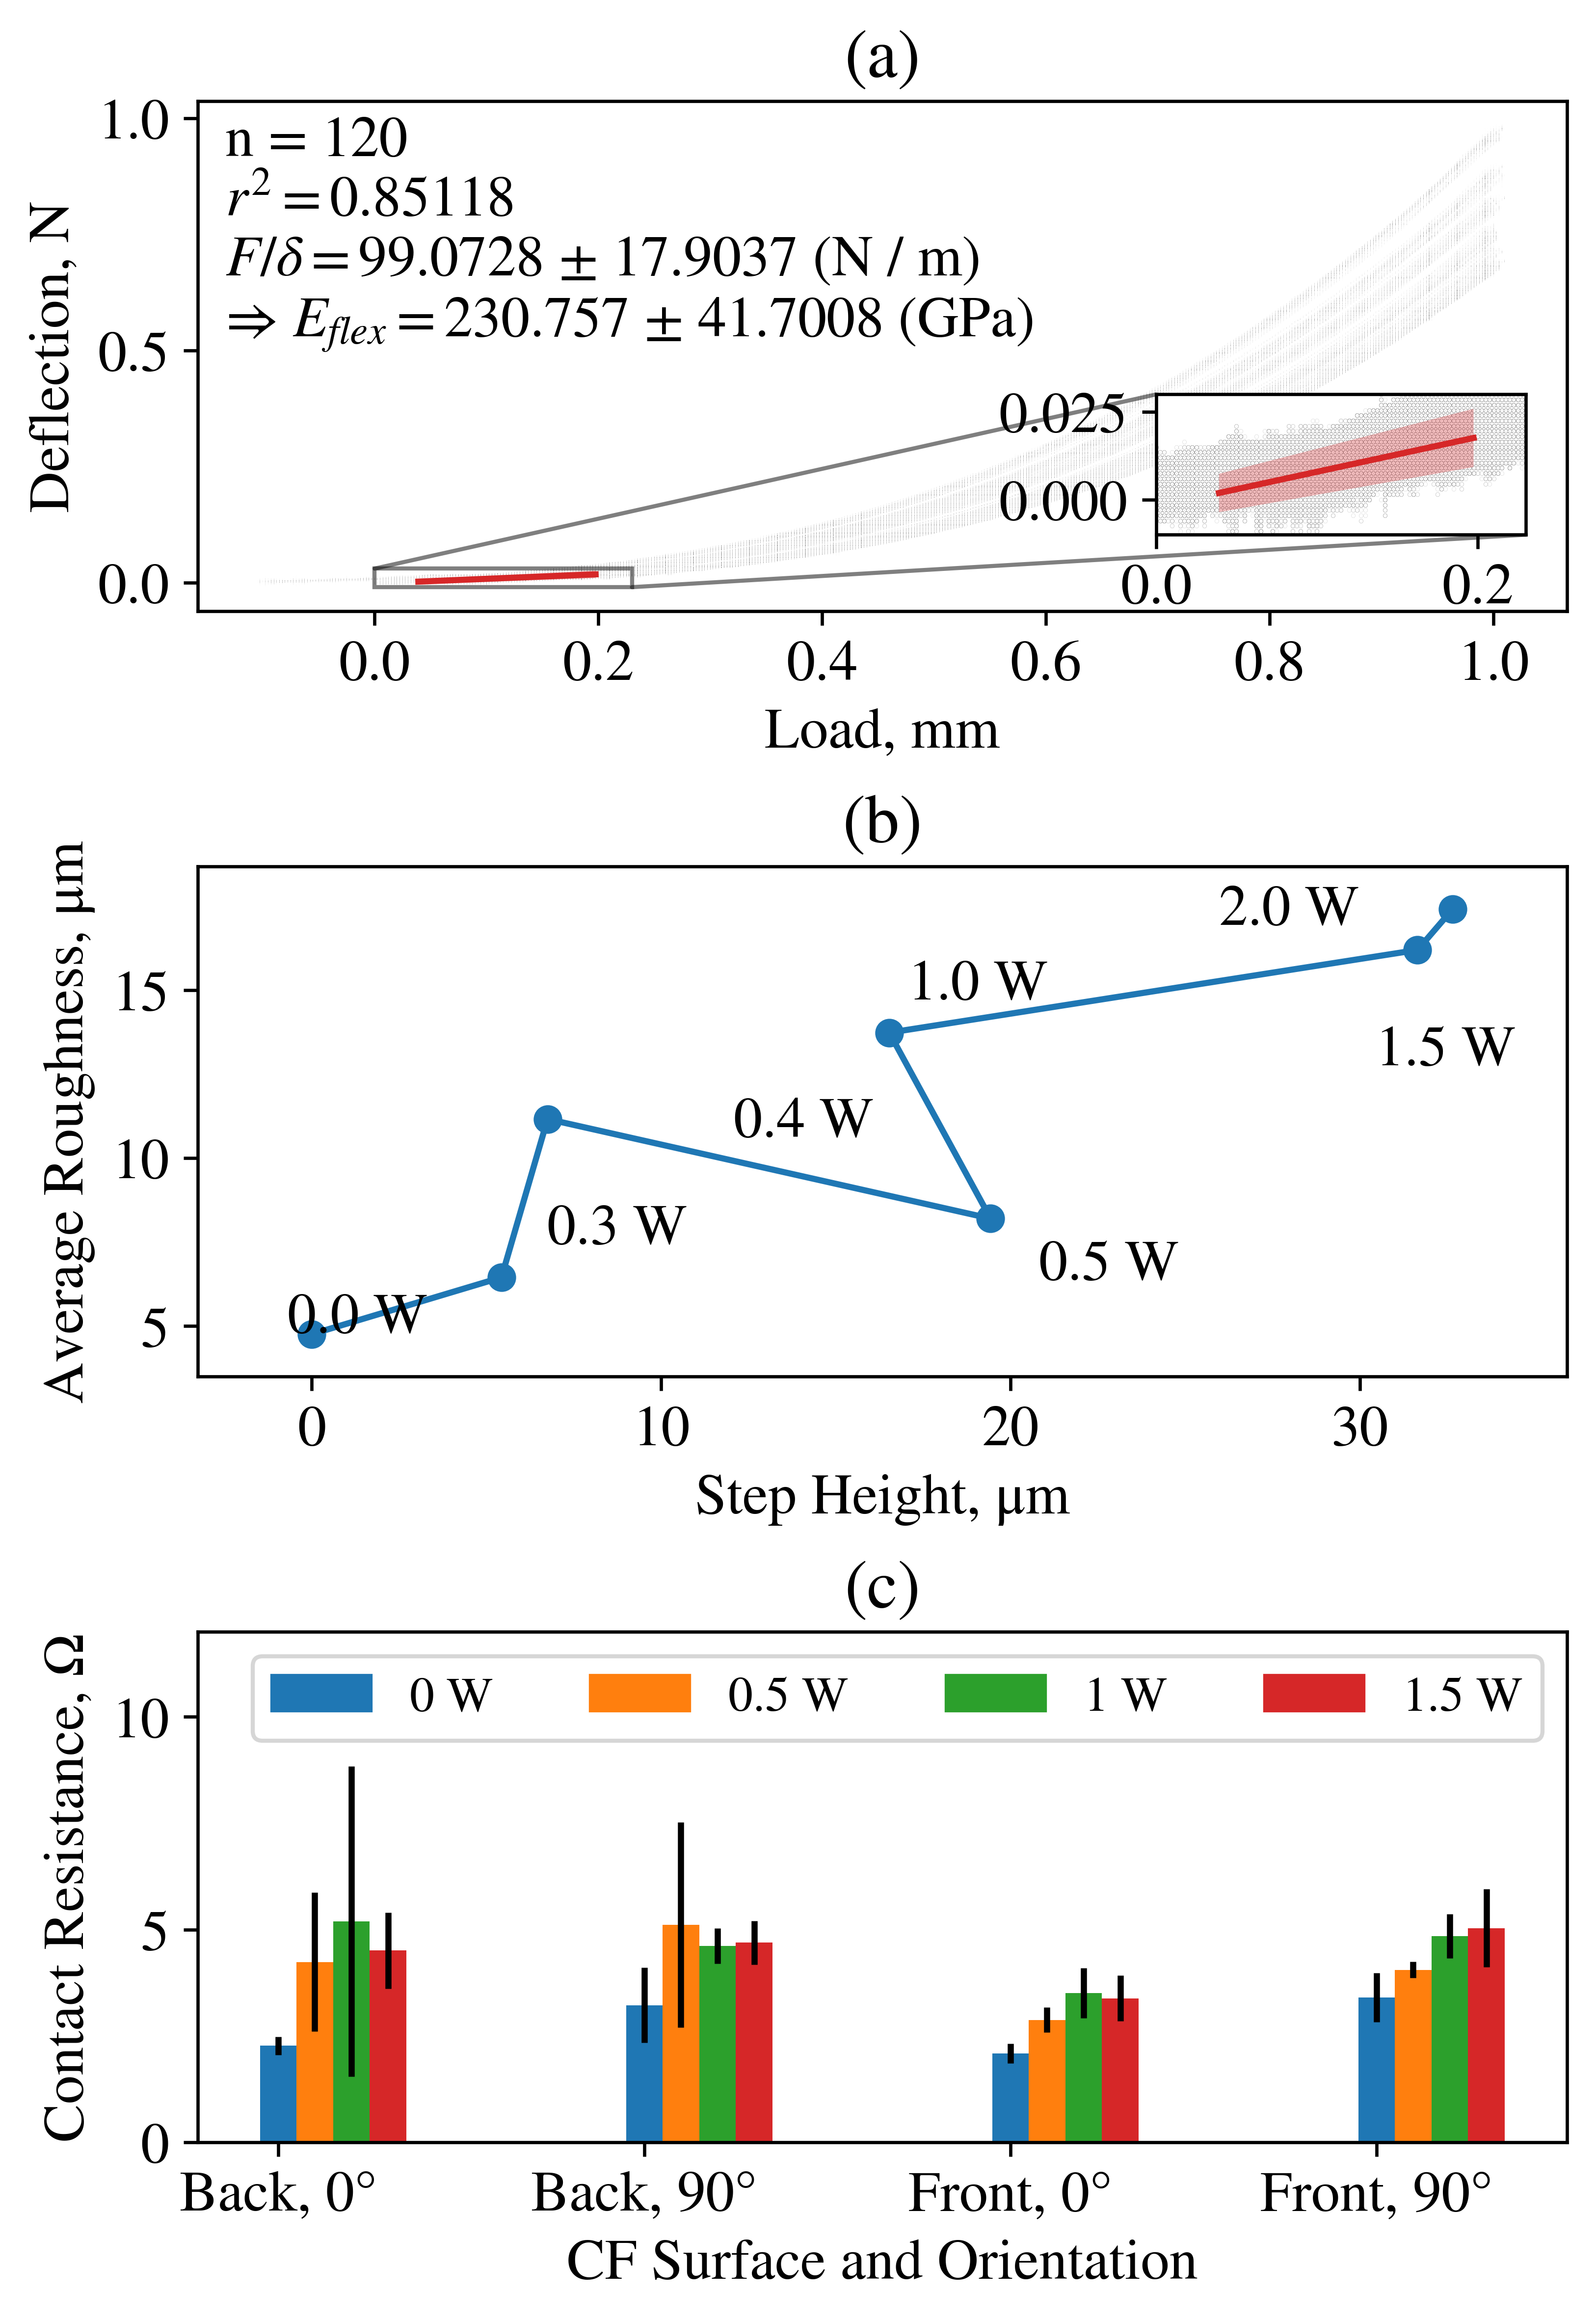 (a)
n = 120
r² = 0.85118
F/δ = 99.0728 ± 17.9037 (N / m)
⇒ E_flex = 230.757 ± 41.7008 (GPa)
1.0
0.5
0.0
Deflection, N
0.025
0.000
0.0 0.2
0.0 0.2 0.4 0.6 0.8 1.0
Load, mm
(b)
Average Roughness, μm
15
10
5
2.0 W
1.0 W
1.5 W
0.4 W
0.3 W
0.5 W
0.0 W
0 10 20 30
Step Height, μm
(c)
Contact Resistance, Ω
0 W 0.5 W 1 W 1.5 W
10
5
0
Back, 0° Back, 90° Front, 0° Front, 90°
CF Surface and Orientation